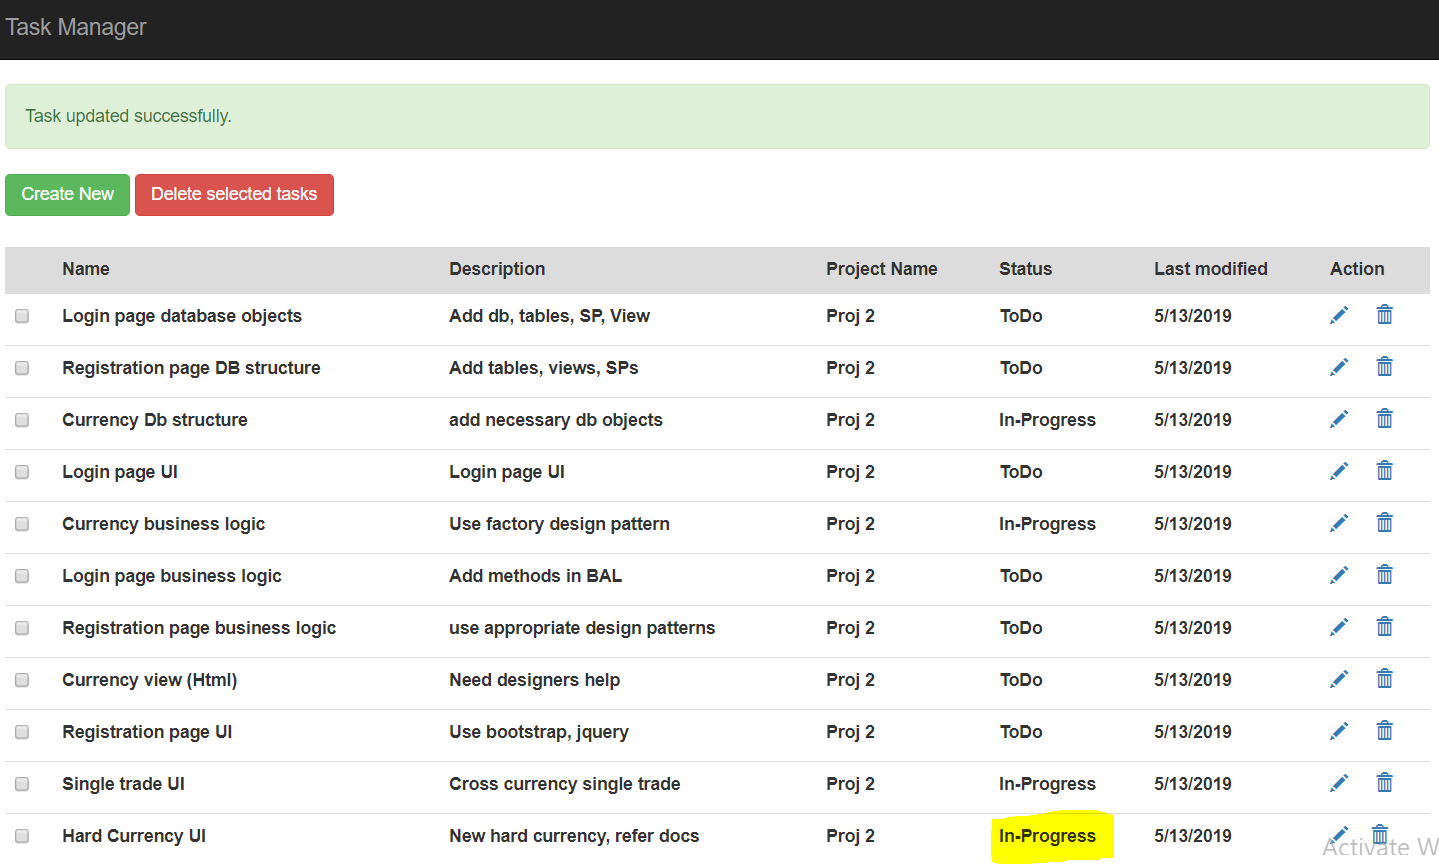 Task Manager
Task updated successfully.
Create New Delete selected tasks
Name Description Project Name Status Last modified Action
Login page database objects Add db, tables, SP, View Proj 2 ToDo 5/13/2019
Registration page DB structure Add tables, views, SPs Proj 2 ToDo 5/13/2019
Currency Db structure add necessary db objects Proj 2 In-Progress 5/13/2019
Login page UI Login page UI Proj 2 ToDo 5/13/2019
Currency business logic Use factory design pattern Proj 2 In-Progress 5/13/2019
Login page business logic Add methods in BAL Proj 2 ToDo 5/13/2019
Registration page business logic use appropriate design patterns Proj 2 ToDo 5/13/2019
Currency view (Html) Need designers help Proj 2 ToDo 5/13/2019
Registration page UI Use bootstrap, jquery Proj 2 ToDo 5/13/2019
Single trade UI Cross currency single trade Proj 2 In-Progress 5/13/2019
Hard Currency UI New hard currency, refer docs Proj 2 In-Progress 5/13/2019
Activate W